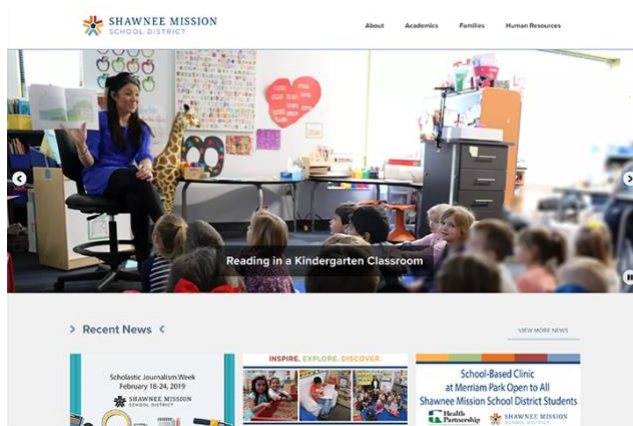 SHAWNEE MISSION
SCHOOL DISTRICT
About Academics Families Human Resources
Reading in a Kindergarten Classroom
Recent News
VIEW MORE NEWS
Scholastic Journalism Week
February 18-24, 2019
SHAWNEE MISSION
SCHOOL DISTRICT
INSPIRE. EXPLORE. DISCOVER.
School-Based Clinic
at Merriam Park Open to All
Shawnee Mission School District Students
Health
Partnership
SHAWNEE MISSION
SCHOOL DISTRICT